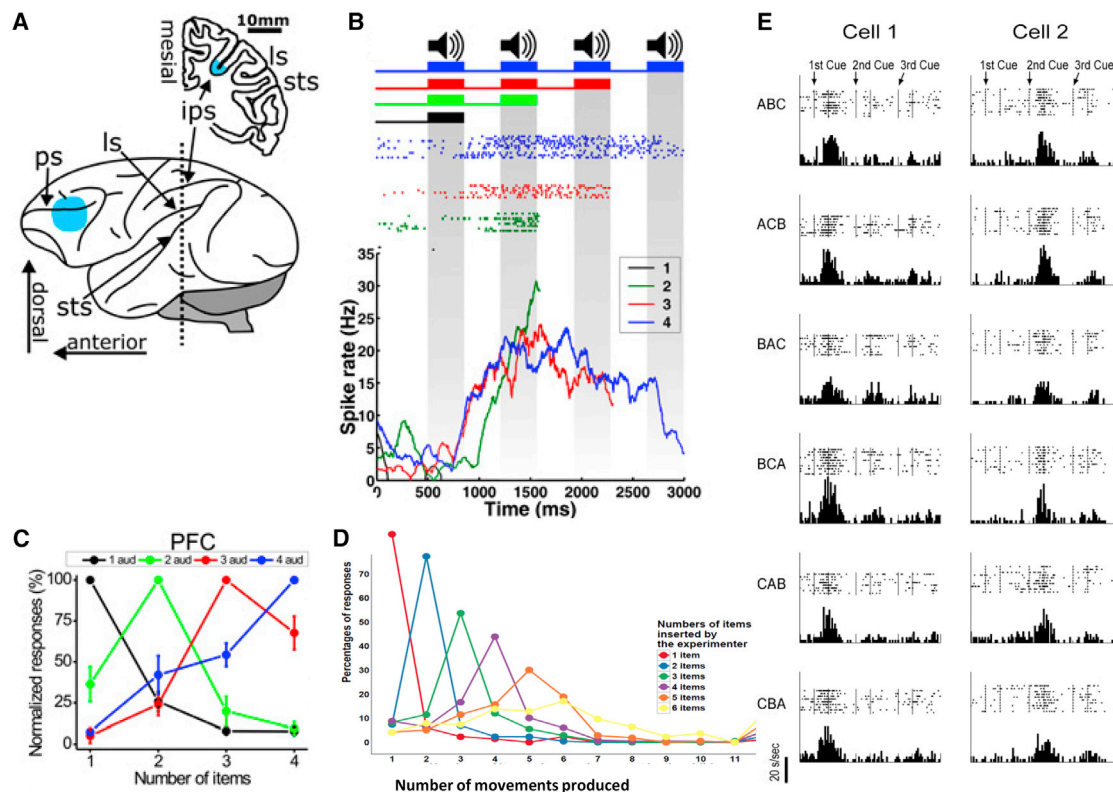 A
10mm
mesial
ls
sts
ips
ls
ps
sts
dorsal
anterior
B
35
30
25
20
15
10
5
0
Spike rate (Hz)
1
2
3
4
0
500
1000
1500
2000
2500
3000
Time (ms)
C
PFC
1 aud
2 aud
3 aud
4 aud
100
75
50
25
0
Normalized responses (%)
1
2
3
4
Number of items
D
70
60
50
40
30
20
10
0
Percentages of responses
Numbers of items
inserted by
the experimenter
1 item
2 items
3 items
4 items
5 items
6 items
1
2
3
4
5
6
7
8
9
10
11
Number of movements produced
E
Cell 1
Cell 2
1st Cue 2nd Cue 3rd Cue
1st Cue 2nd Cue 3rd Cue
ABC
ACB
BAC
BCA
CAB
CBA
20 s/sec